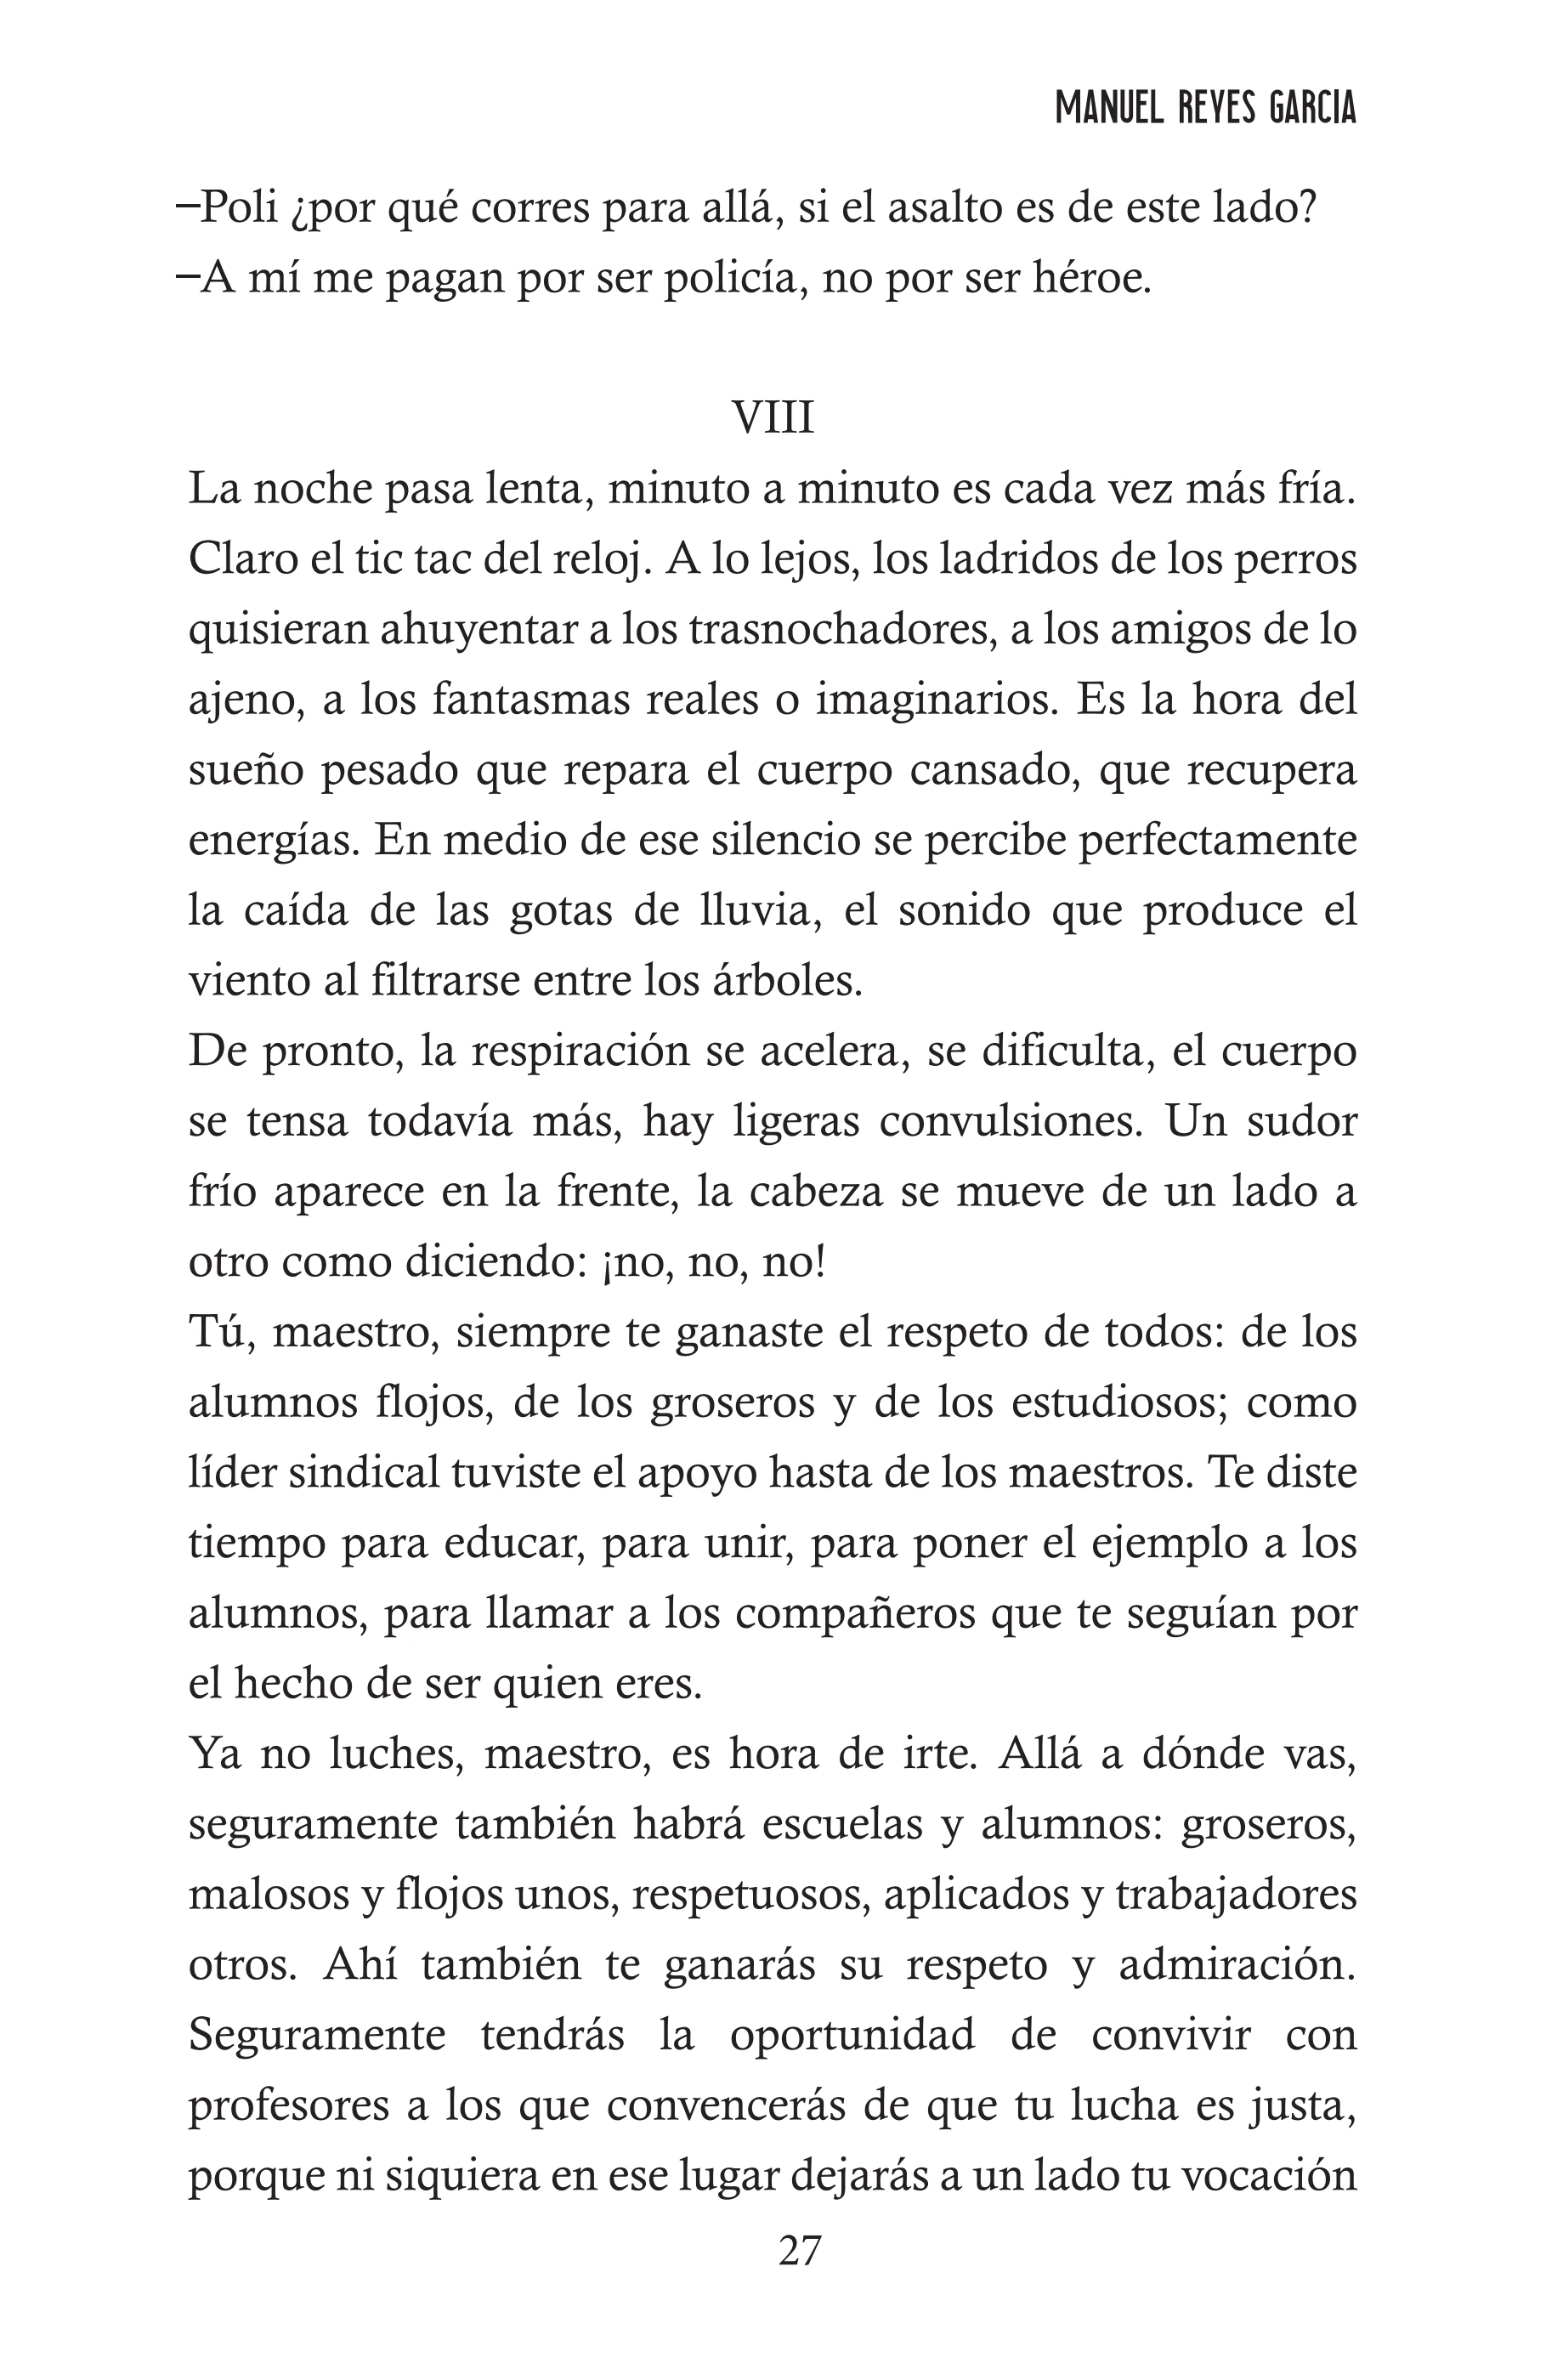 MANUEL REYES GARCIA
–Poli ¿por qué corres para allá, si el asalto es de este lado?
–A mí me pagan por ser policía, no por ser héroe.
VIII
La noche pasa lenta, minuto a minuto es cada vez más fría.
Claro el tic tac del reloj. A lo lejos, los ladridos de los perros
quisieran ahuyentar a los trasnochadores, a los amigos de lo
ajeno, a los fantasmas reales o imaginarios. Es la hora del
sueño pesado que repara el cuerpo cansado, que recupera
energías. En medio de ese silencio se percibe perfectamente
la caída de las gotas de lluvia, el sonido que produce el
viento al filtrarse entre los árboles.
De pronto, la respiración se acelera, se dificulta, el cuerpo
se tensa todavía más, hay ligeras convulsiones. Un sudor
frío aparece en la frente, la cabeza se mueve de un lado a
otro como diciendo: ¡no, no, no!
Tú, maestro, siempre te ganaste el respeto de todos: de los
alumnos flojos, de los groseros y de los estudiosos; como
líder sindical tuviste el apoyo hasta de los maestros. Te diste
tiempo para educar, para unir, para poner el ejemplo a los
alumnos, para llamar a los compañeros que te seguían por
el hecho de ser quien eres.
Ya no luches, maestro, es hora de irte. Allá a dónde vas,
seguramente también habrá escuelas y alumnos: groseros,
malosos y flojos unos, respetuosos, aplicados y trabajadores
otros. Ahí también te ganarás su respeto y admiración.
Seguramente tendrás la oportunidad de convivir con
profesores a los que convencerás de que tu lucha es justa,
porque ni siquiera en ese lugar dejarás a un lado tu vocación
27